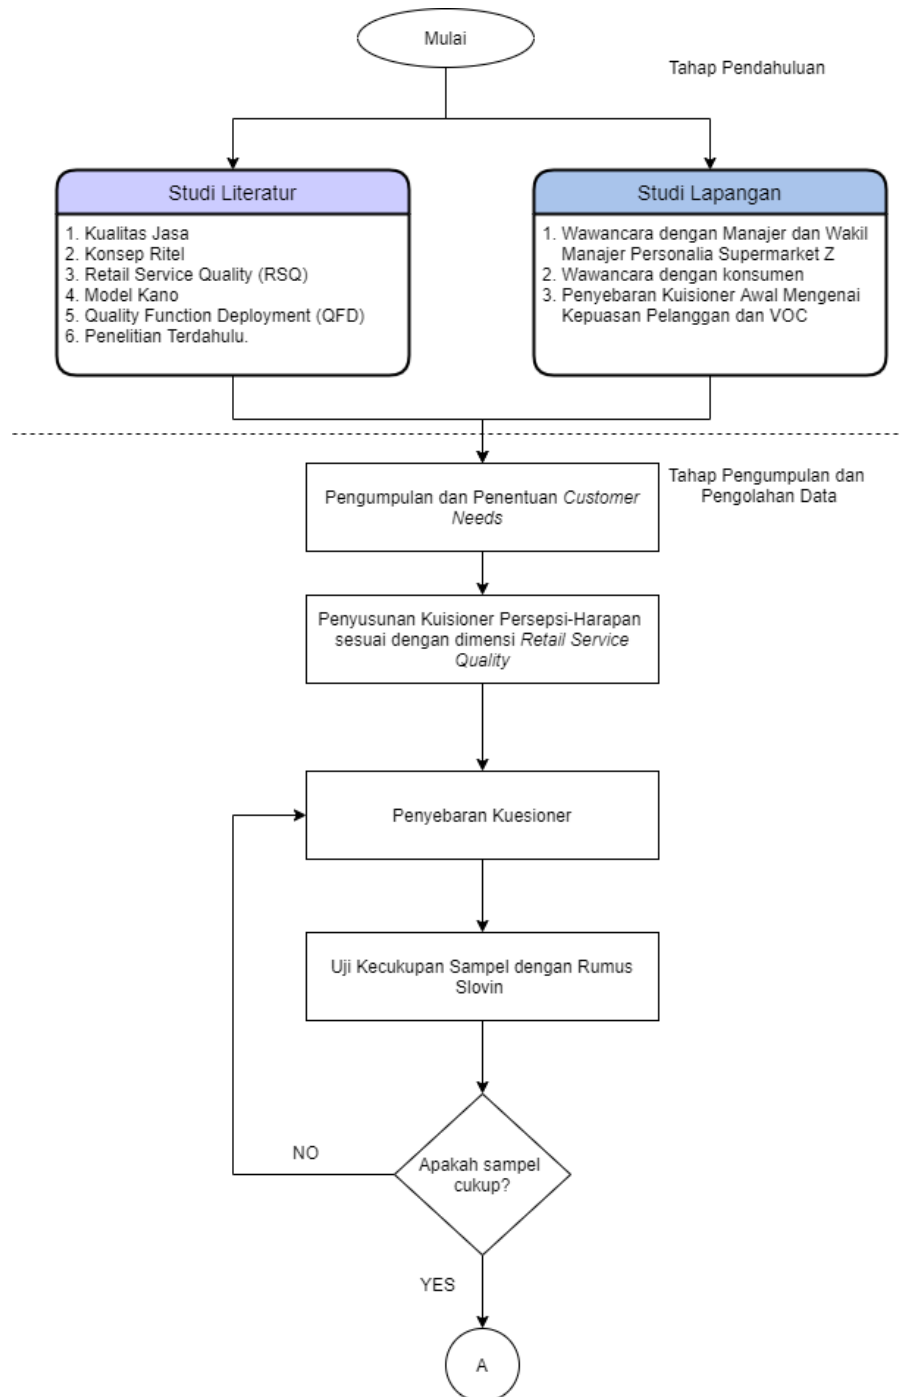 Mulai
Tahap Pendahuluan
Studi Literatur
1. Kualitas Jasa
2. Konsep Ritel
3. Retail Service Quality (RSQ)
4. Model Kano
5. Quality Function Deployment (QFD)
6. Penelitian Terdahulu.
Studi Lapangan
1. Wawancara dengan Manajer dan Wakil
Manajer Personalia Supermarket Z
2. Wawancara dengan konsumen
3. Penyebaran Kuisioner Awal Mengenai
Kepuasan Pelanggan dan VOC
Tahap Pengumpulan dan
Pengolahan Data
Pengumpulan dan Penentuan Customer
Needs
Penyusunan Kuisioner Persepsi-Harapan
sesuai dengan dimensi Retail Service
Quality
Penyebaran Kuesioner
Uji Kecukupan Sampel dengan Rumus
Slovin
Apakah sampel
cukup?
NO
YES
A